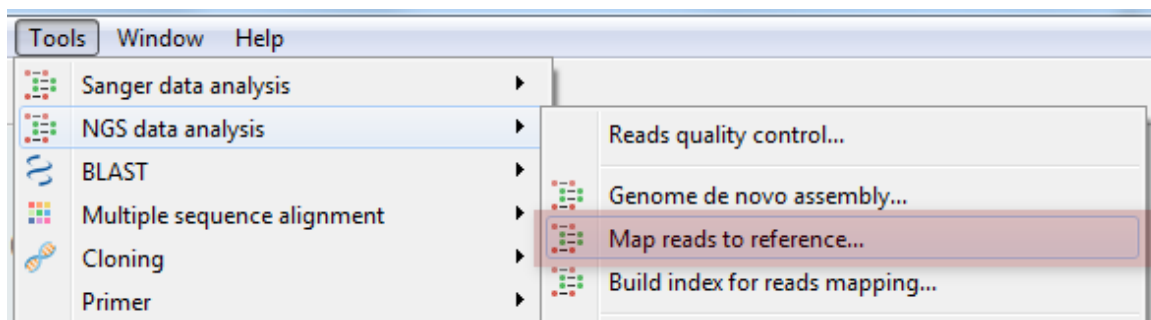 Tools Window Help
Sanger data analysis
NGS data analysis
BLAST
Multiple sequence alignment
Cloning
Primer
Reads quality control...
Genome de novo assembly...
Map reads to reference...
Build index for reads mapping...